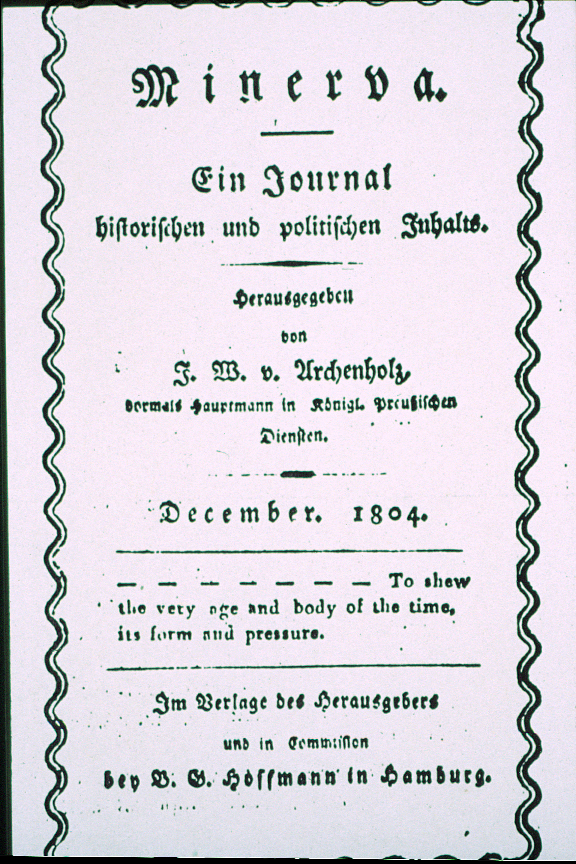 Minerva.
Ein Journal
historischen und politischen Inhalts.
Herausgegeben
von
J. W. v. Archenholz,
vormals Hauptmann in Königl. Preußischen
Diensten.
December. 1804.
— — — — — — — To shew
the very age and body of the time,
its form and pressure.
Im Verlage des Herausgebers
und in Commission
bey B. G. Hoffmann in Hamburg.